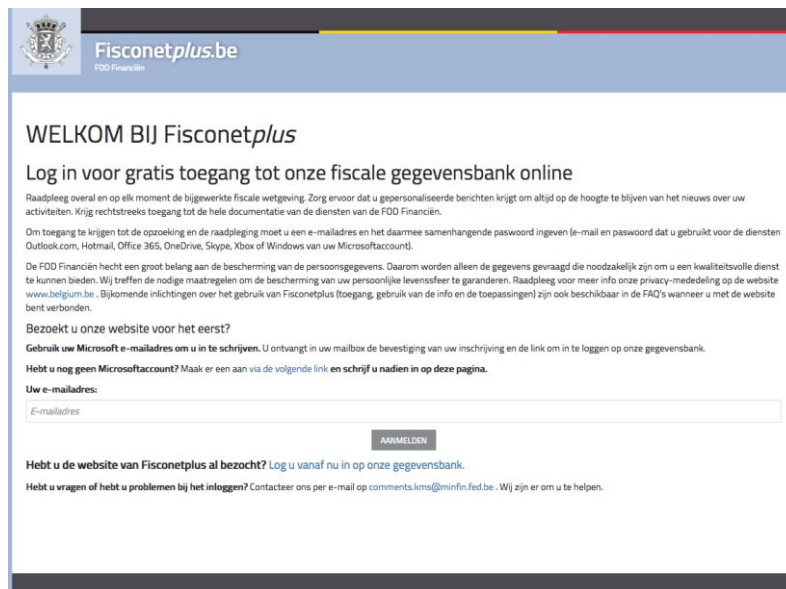 Fisconetplus.be
FOD Financiën
WELKOM BIJ Fisconetplus
Log in voor gratis toegang tot onze fiscale gegevensbank online
Raadpleeg overal en op elk moment de bijgewerkte fiscale wetgeving. Zorg ervoor dat u gepersonaliseerde berichten krijgt om altijd op de hoogte te blijven van het nieuws over uw
activiteiten. Krijg rechtstreeks toegang tot de hele documentatie van de diensten van de FOD Financiën.
Om toegang te krijgen tot de opzoeking en de raadpleging moet u een e-mailadres en het daarmee samenhangende paswoord ingeven (e-mail en paswoord dat u gebruikt voor de diensten
Outlook.com, Hotmail, Office 365, OneDrive, Skype, Xbox of Windows van uw Microsoftaccount).
De FOD Financiën hecht een groot belang aan de bescherming van de persoonsgegevens. Daarom worden alleen de gegevens gevraagd die noodzakelijk zijn om u een kwaliteitsvolle dienst
te kunnen bieden. Wij treffen de nodige maatregelen om de bescherming van uw persoonlijke levenssfeer te garanderen. Raadpleeg voor meer info onze privacy-mededeling op de website
www.belgium.be . Bijkomende inlichtingen over het gebruik van Fisconetplus (toegang, gebruik van de info en de toepassingen) zijn ook beschikbaar in de FAQ's wanneer u met de website
bent verbonden.
Bezoekt u onze website voor het eerst?
Gebruik uw Microsoft e-mailadres om u in te schrijven. U ontvangt in uw mailbox de bevestiging van uw inschrijving en de link om in te loggen op onze gegevensbank.
Hebt u nog geen Microsoftaccount? Maak er een aan via de volgende link en schrijf u nadien in op deze pagina.
Uw e-mailadres:
E-mailadres
AANMELDEN
Hebt u de website van Fisconetplus al bezocht? Log u vanaf nu in op onze gegevensbank.
Hebt u vragen of hebt u problemen bij het inloggen? Contacteer ons per e-mail op comments.kms@minfin.fed.be . Wij zijn er om u te helpen.